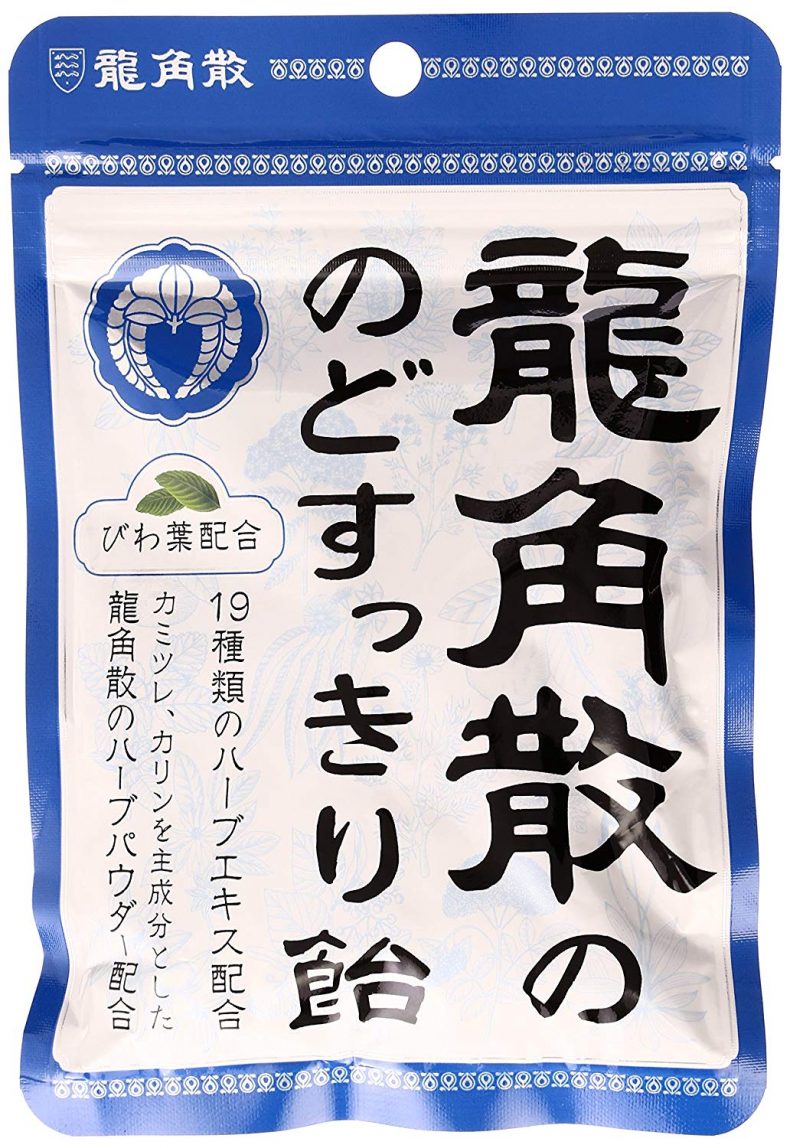 龍角散
龍角散の
のどすっきり飴
びわ葉配合
19種類のハーブエキス配合
カミツレ、カリンを主成分とした
龍角散のハーブパウダー配合